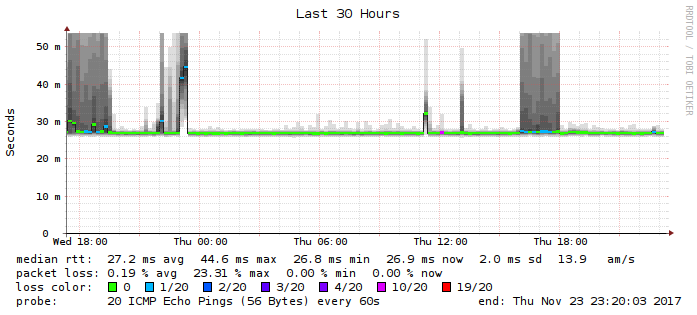 Last 30 Hours
RRDTOOL / TOBI OETIKER
Seconds
50 m
40 m
30 m
20 m
10 m
0
Wed 18:00 Thu 00:00 Thu 06:00 Thu 12:00 Thu 18:00
median rtt: 27.2 ms avg 44.6 ms max 26.8 ms min 26.9 ms now 2.0 ms sd 13.9 am/s
packet loss: 0.19 % avg 23.31 % max 0.00 % min 0.00 % now
loss color: 0 1/20 2/20 3/20 4/20 10/20 19/20
probe: 20 ICMP Echo Pings (56 Bytes) every 60s end: Thu Nov 23 23:20:03 2017